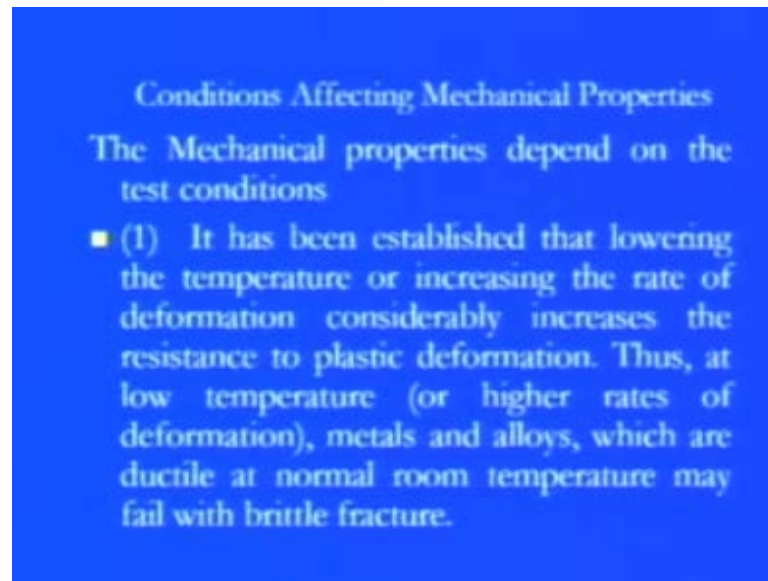 Conditions Affecting Mechanical Properties
The Mechanical properties depend on the
test conditions
(1) It has been established that lowering
the temperature or increasing the rate of
deformation considerably increases the
resistance to plastic deformation. Thus, at
low temperature (or higher rates of
deformation), metals and alloys, which are
ductile at normal room temperature may
fail with brittle fracture.